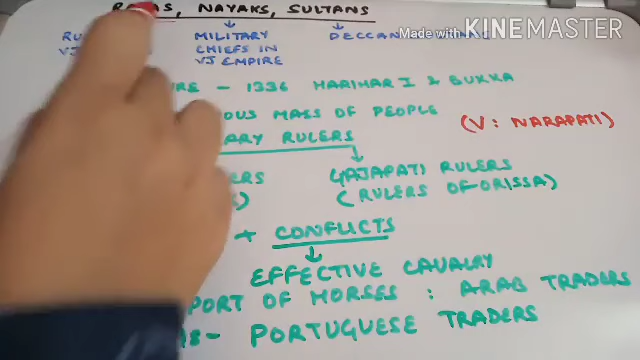 NAYAKS, SULTANS
MILITARY
DECCAN
Made with KINEMASTER
CHIEFS IN
VJ EMPIRE
- 1336 HARIHAR I & BUKKA
MASS OF PEOPLE
(V: NARAPATI)
RULERS
GAJAPATI RULERS
(RULERS OF ORISSA)
+ CONFLICTS
EFFECTIVE CAVALRY
PORT OF HORSES : ARAB TRADERS
- PORTUGUESE TRADERS